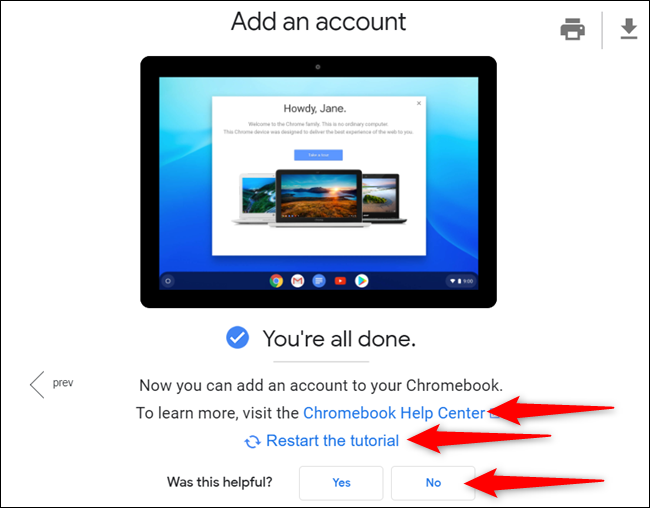 Add an account
Howdy, Jane.
Welcome to the Chrome family. This is no ordinary computer.
This Chrome device was designed to deliver the best experience of the web to you.
9:00
You're all done.
prev
Now you can add an account to your Chromebook.
To learn more, visit the Chromebook Help Center
Restart the tutorial
Was this helpful? Yes No